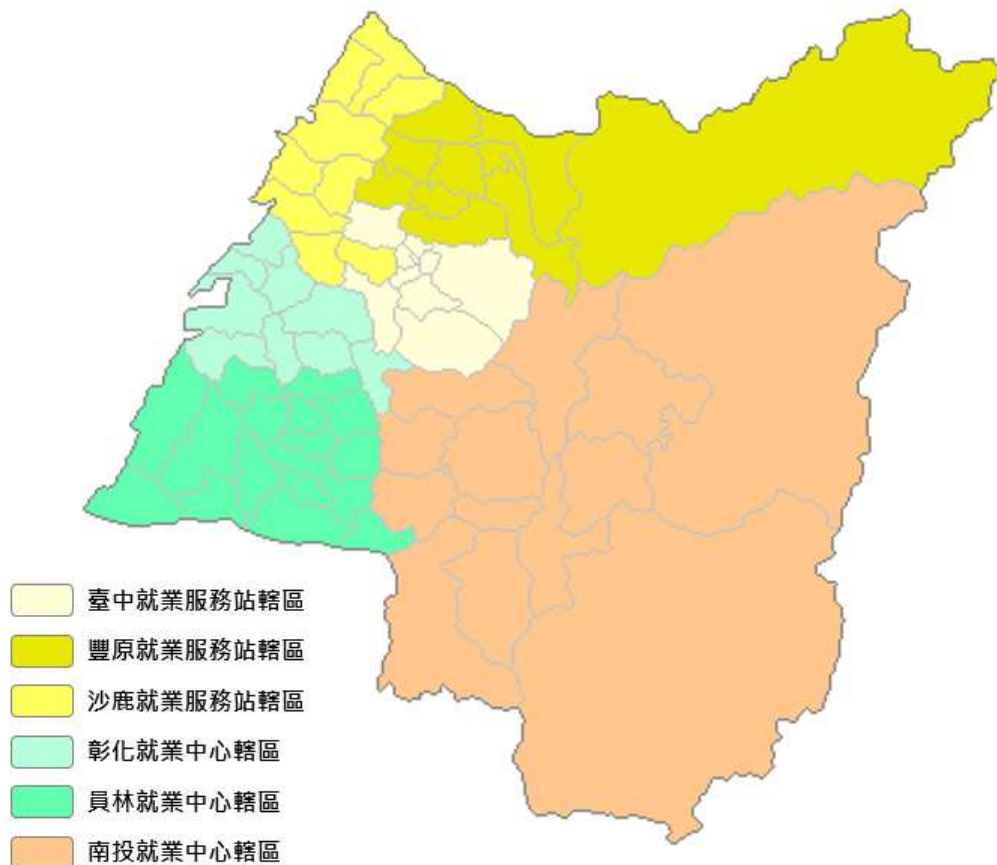 臺中就業服務站轄區
豐原就業服務站轄區
沙鹿就業服務站轄區
彰化就業中心轄區
員林就業中心轄區
南投就業中心轄區